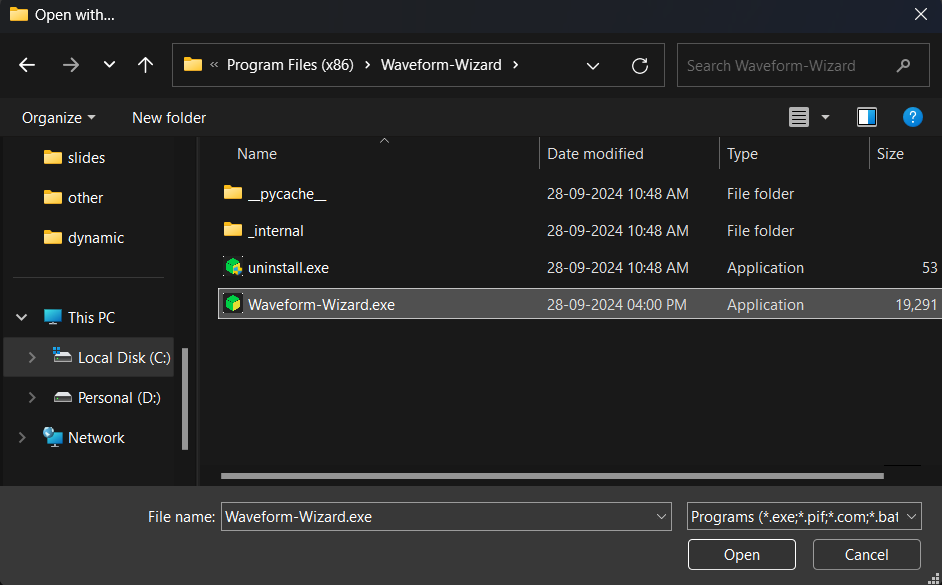 Open with...
« Program Files (x86) > Waveform-Wizard >
Search Waveform-Wizard
Organize
New folder
slides
other
dynamic
This PC
Local Disk (C:)
Personal (D:)
Network
Name Date modified Type Size
__pycache__ 28-09-2024 10:48 AM File folder
_internal 28-09-2024 10:48 AM File folder
uninstall.exe 28-09-2024 10:48 AM Application 53
Waveform-Wizard.exe 28-09-2024 04:00 PM Application 19,291
File name: Waveform-Wizard.exe
Programs (*.exe;*.pif;*.com;*.bat
Open
Cancel